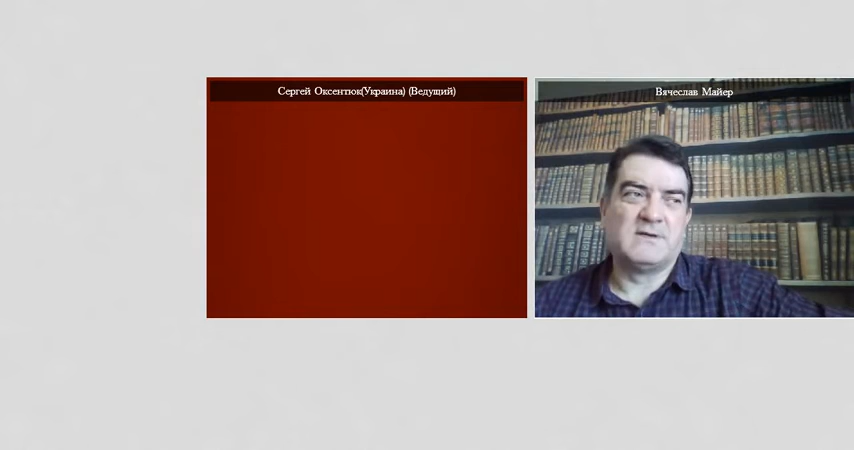 Сергей Оксентюк(Украина) (Ведущий)
Вячеслав Майер